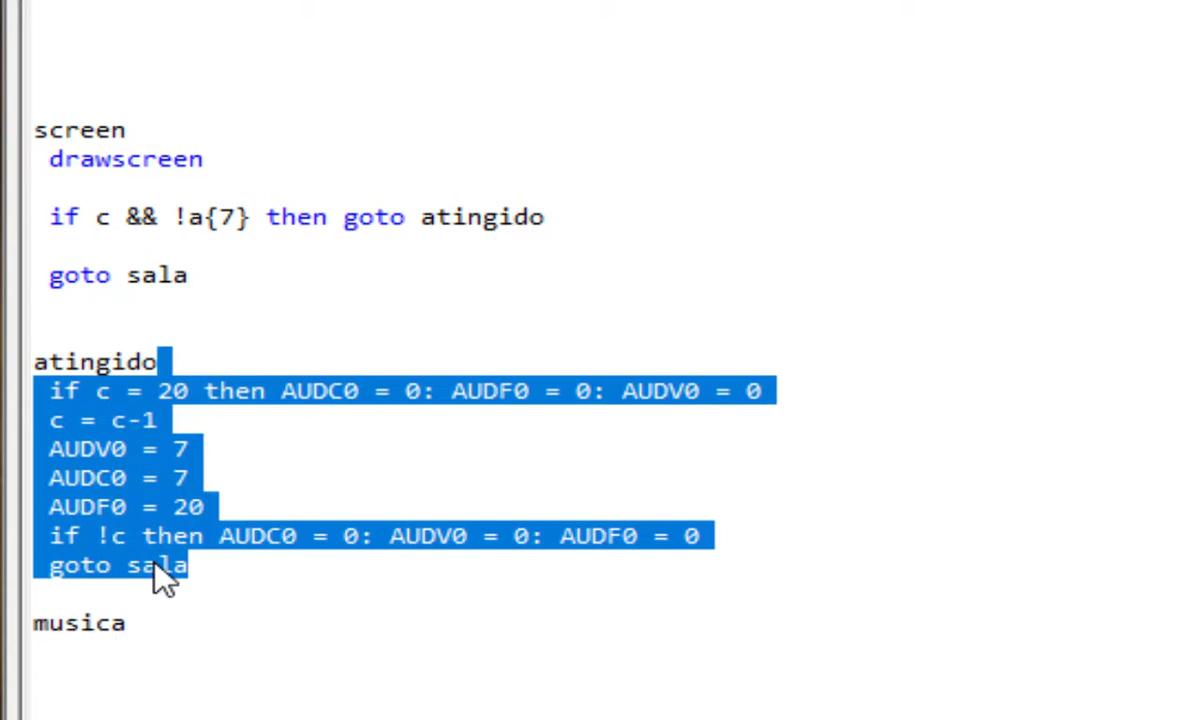 screen
drawscreen
if c && !a{7} then goto atingido
goto sala
atingido
if c = 20 then AUDC0 = 0: AUDF0 = 0: AUDV0 = 0
c = c-1
AUDV0 = 7
AUDC0 = 7
AUDF0 = 20
if !c then AUDC0 = 0: AUDV0 = 0: AUDF0 = 0
goto sala
musica